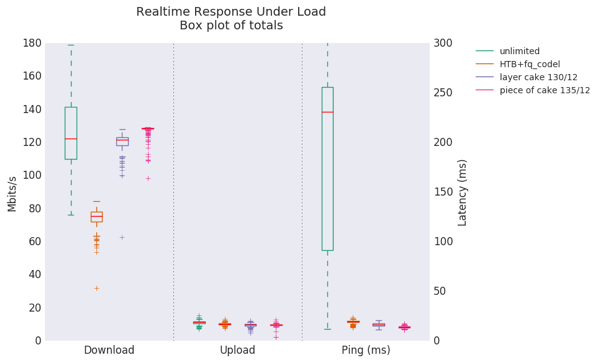 Realtime Response Under Load
Box plot of totals
Mbits/s
180
160
140
120
100
80
60
40
20
0
Download
Upload
Ping (ms)
300
250
200
150
100
50
0
Latency (ms)
unlimited
HTB+fq_codel
layer cake 130/12
piece of cake 135/12